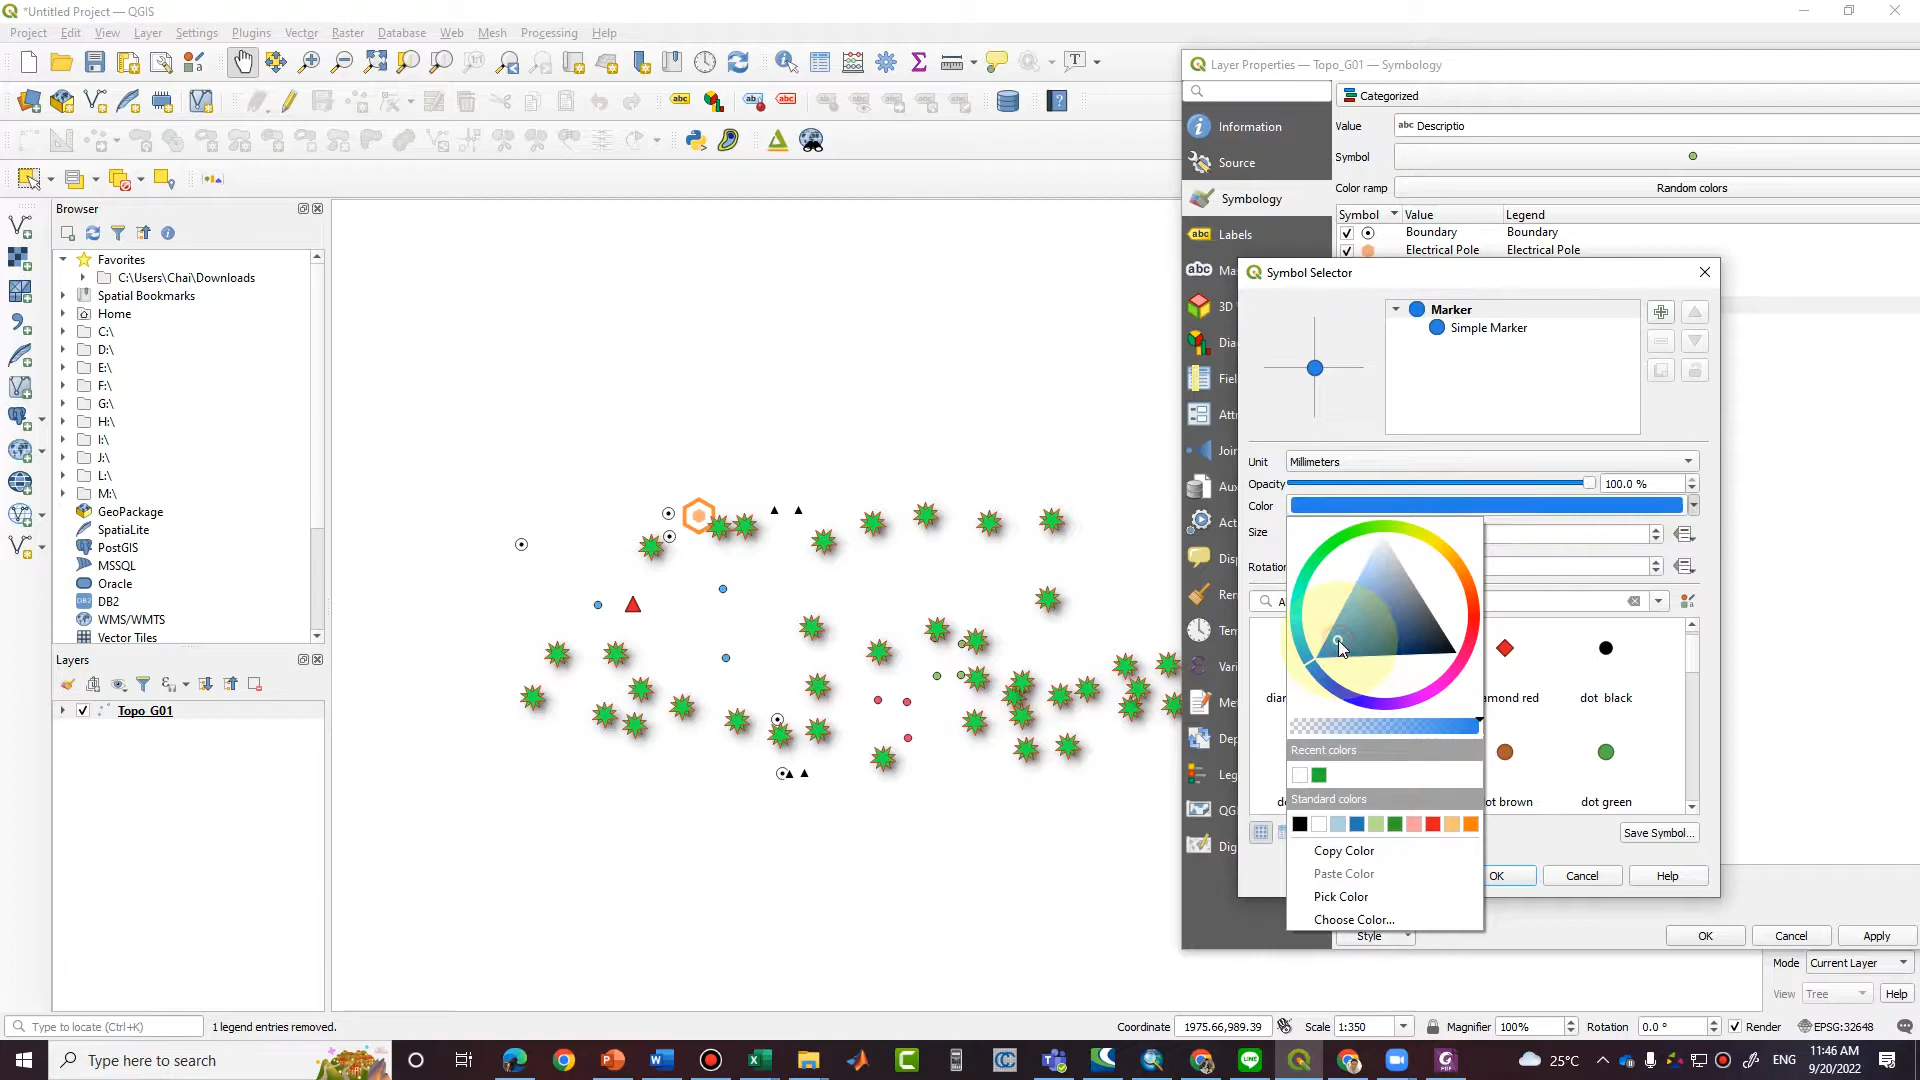 *Untitled Project — QGIS
Project Edit View Layer Settings Plugins Vector Raster Database Web Mesh Processing Help
Layer Properties — Topo_G01 — Symbology
Information
Source
Symbology
Labels
Categorized
Value abc Descriptio
Symbol
Color ramp Random colors
Symbol Value Legend
Boundary Boundary
Electrical Pole Electrical Pole
Symbol Selector
Marker
Simple Marker
Unit Millimeters
Opacity 100.0 %
Color
Size
Rotation
Recent colors
Standard colors
Copy Color
Paste Color
Pick Color
Choose Color...
dot black
dot green
Save Symbol...
OK Cancel Help
Style
OK Cancel Apply
Browser
Favorites
C:\Users\Chai\Downloads
Spatial Bookmarks
Home
C:\
D:\
E:\
F:\
G:\
H:\
I:\
J:\
L:\
M:\
GeoPackage
SpatiaLite
PostGIS
MSSQL
Oracle
DB2
WMS/WMTS
Vector Tiles
Layers
Topo G01
Mode Current Layer
View Tree Help
Type to locate (Ctrl+K) 1 legend entries removed. Coordinate 1975.66,989.39 Scale 1:350 Magnifier 100% Rotation 0.0 ° Render EPSG:32648
Type here to search
25°C ENG 11:46 AM
9/20/2022